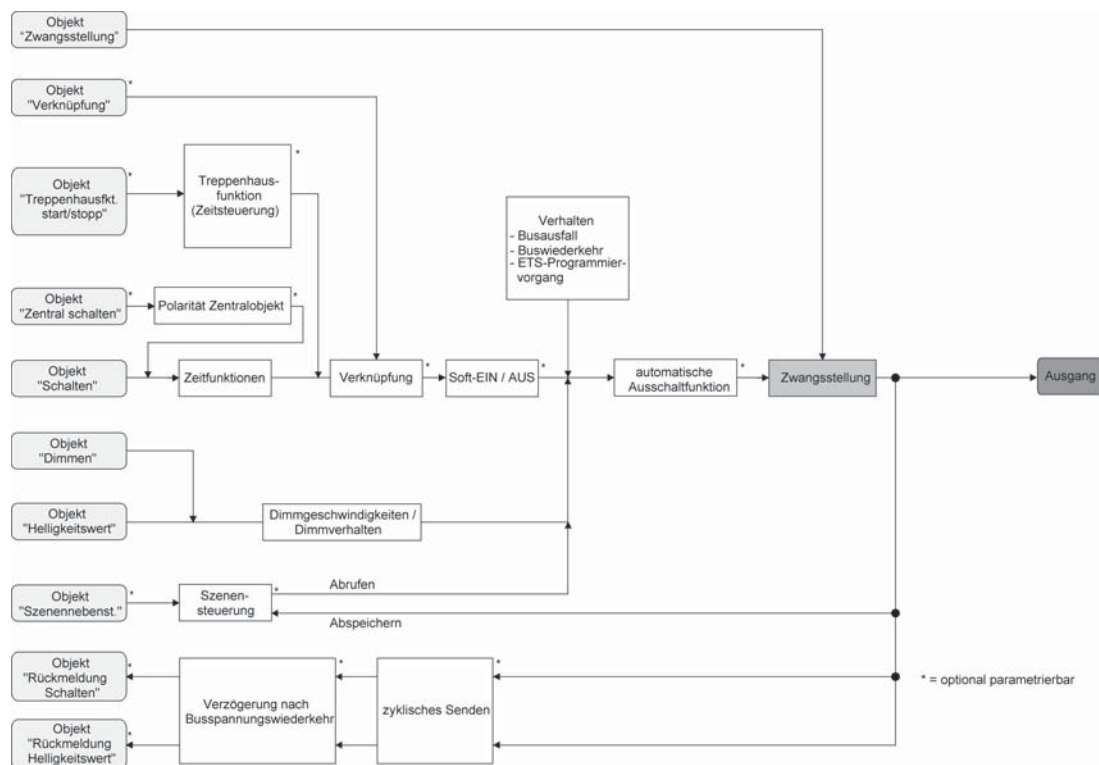 Objekt
"Zwangsstellung"
*
Objekt
"Verknüpfung"
*
Objekt
"Treppenhausfkt.
start/stopp"
*
Treppenhaus-
funktion
(Zeitsteuerung)
Verhalten
- Busausfall
- Buswiederkehr
- ETS-Programmier-
vorgang
*
Objekt
"Zentral schalten"
*
Polarität Zentralobjekt
Objekt
"Schalten"
Zeitfunktionen
Verknüpfung
*
Soft-EIN / AUS
*
automatische
Ausschaltfunktion
*
Zwangsstellung
Ausgang
Objekt
"Dimmen"
Objekt
"Helligkeitswert"
Dimmgeschwindigkeiten /
Dimmverhalten
*
Objekt
"Szenennebenst."
*
Szenen-
steuerung
Abrufen
Abspeichern
*
Objekt
"Rückmeldung
Schalten"
*
Objekt
"Rückmeldung
Helligkeitswert"
*
Verzögerung nach
Busspannungswiederkehr
*
zyklisches Senden
* = optional parametrierbar